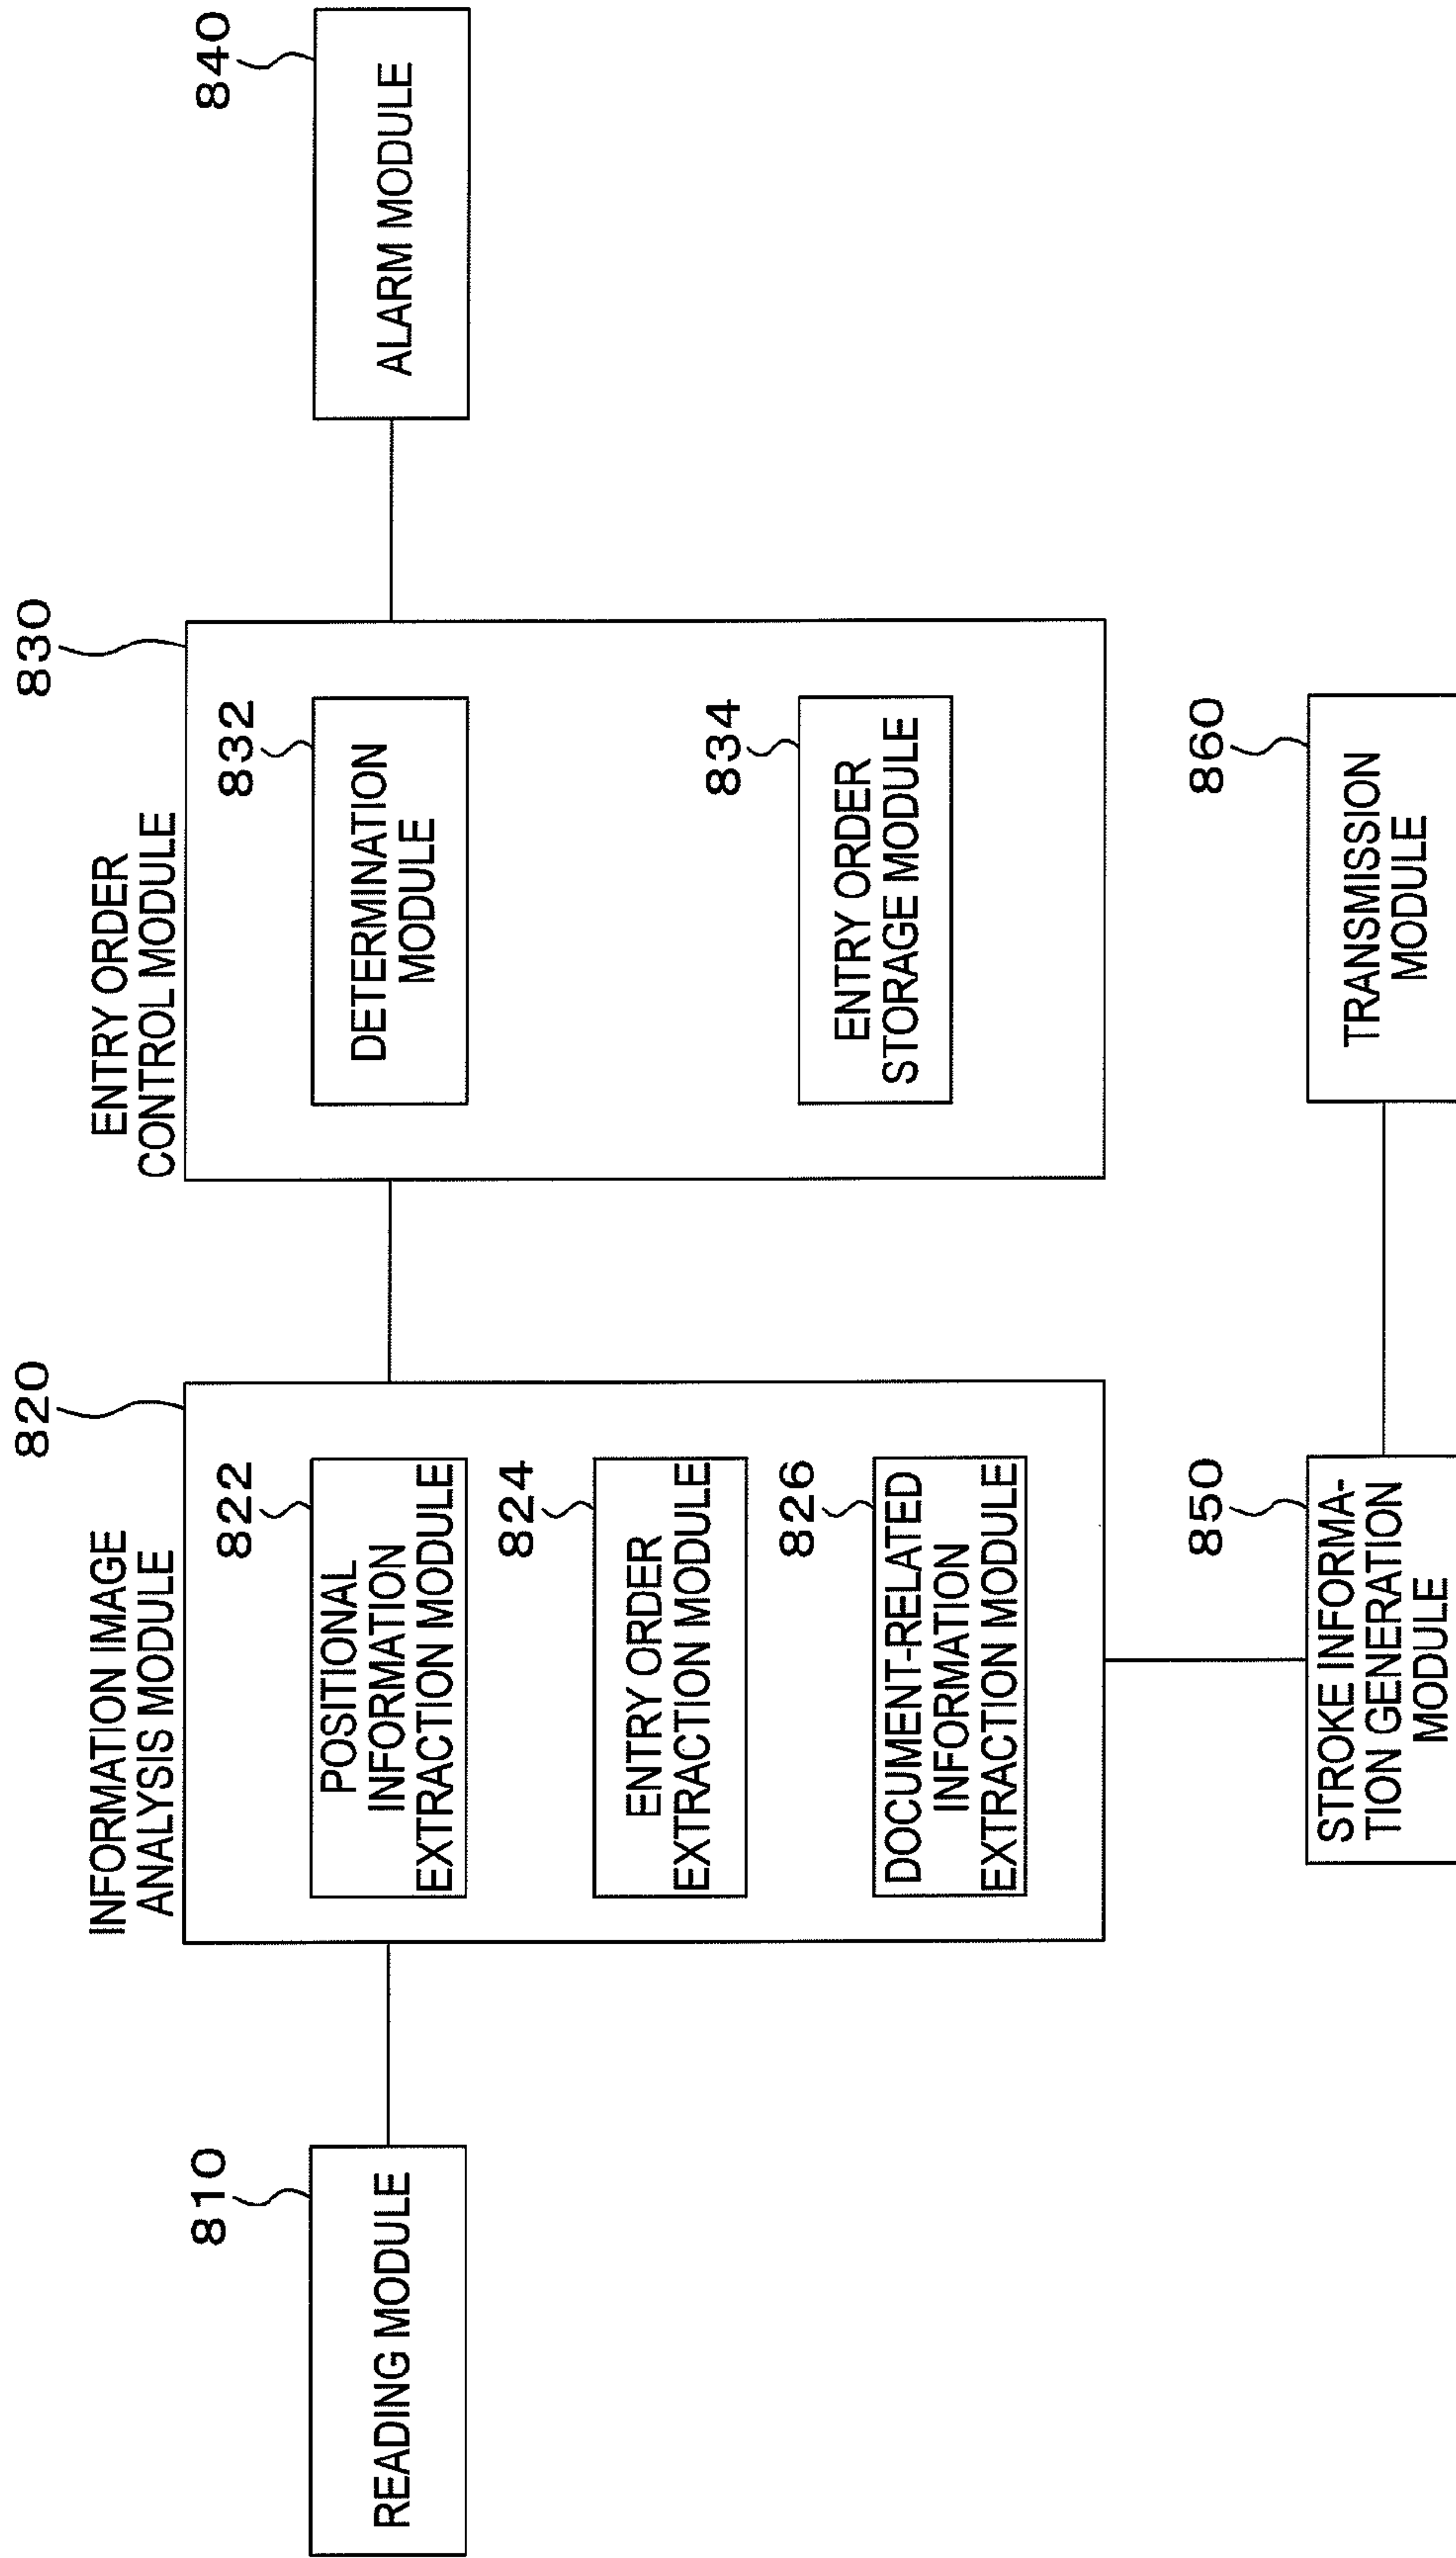 810
READING MODULE
INFORMATION IMAGE
ANALYSIS MODULE
820
822
POSITIONAL
INFORMATION
EXTRACTION MODULE
824
ENTRY ORDER
EXTRACTION MODULE
826
DOCUMENT-RELATED
INFORMATION
EXTRACTION MODULE
ENTRY ORDER
CONTROL MODULE
830
832
DETERMINATION
MODULE
834
ENTRY ORDER
STORAGE MODULE
840
ALARM MODULE
850
STROKE INFORMA-
TION GENERATION
MODULE
860
TRANSMISSION
MODULE